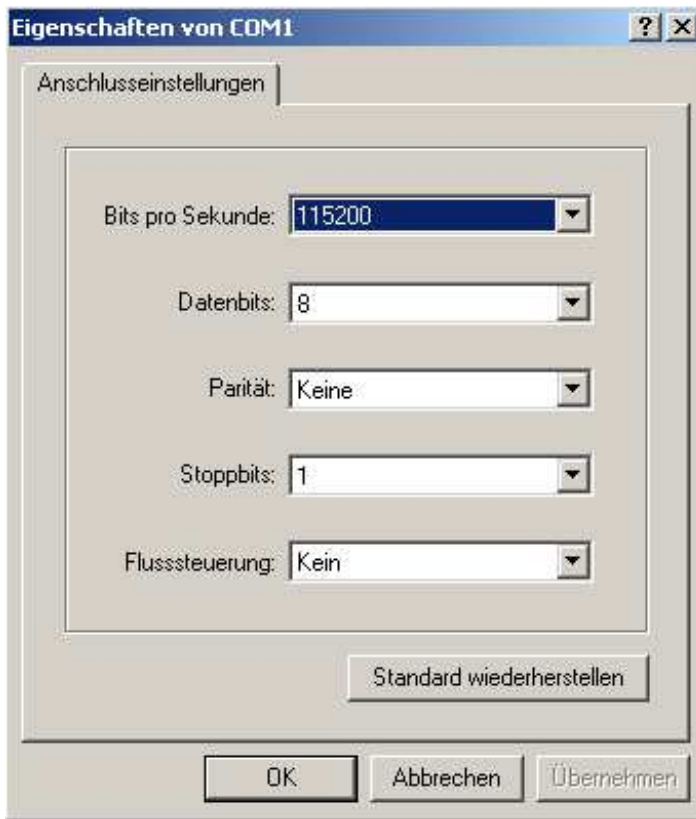 Eigenschaften von COM1
Anschlusseinstellungen
Bits pro Sekunde: 115200
Datenbits: 8
Parität: Keine
Stoppbits: 1
Flusssteuerung: Kein
Standard wiederherstellen
OK Abbrechen Übernehmen